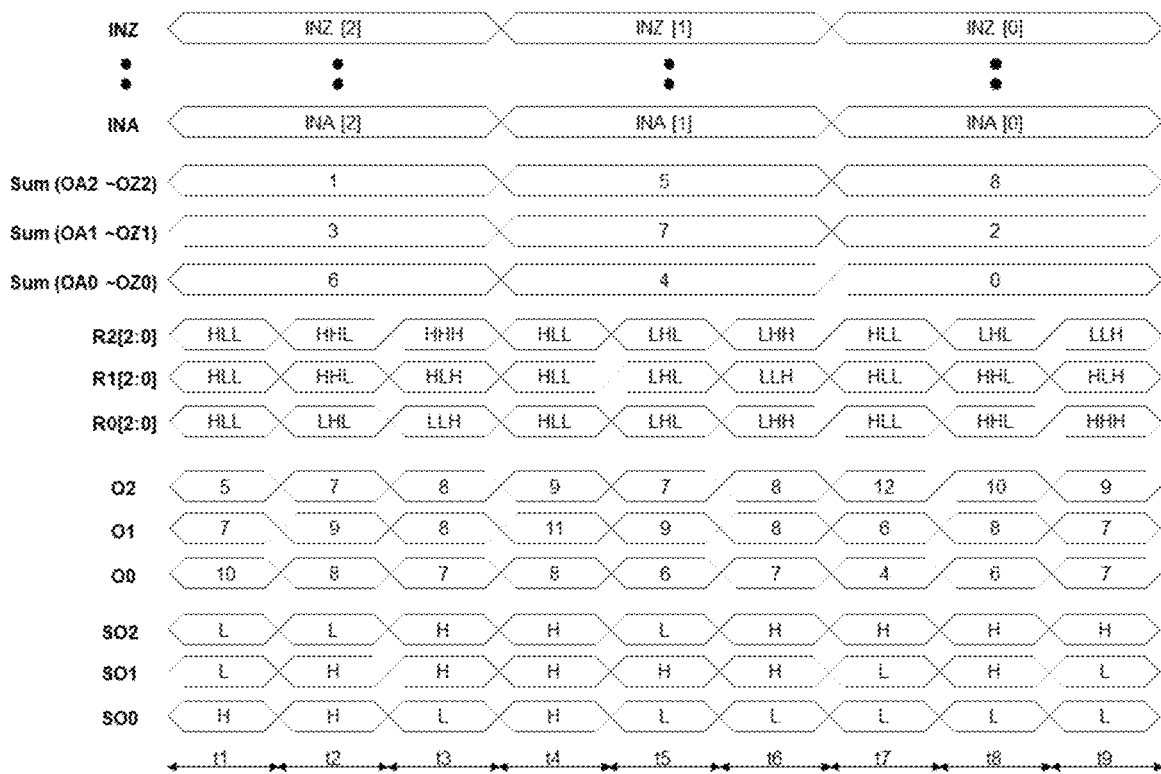 INZ INZ [2] INZ [1] INZ [0]
INA INA [2] INA [1] INA [0]
Sum (OA2 ~OZ2) 1 5 8
Sum (OA1 ~OZ1) 3 7 2
Sum (OA0 ~OZ0) 6 4 0
R2[2:0] HLL HHL HHH HLL LHL LHH HLL LHL LLH
R1[2:0] HLL HHL HLH HLL LHL LLH HLL HHL HLH
R0[2:0] HLL LHL LLH HLL LHL LHH HLL HHL HHH
O2 5 7 8 9 7 8 12 10 9
O1 7 9 8 11 9 8 6 8 7
O0 10 8 7 8 6 7 4 6 7
SO2 L L H H L H H H H
SO1 L H H H H H L H L
SO0 H H L H L L L L L
t1 t2 t3 t4 t5 t6 t7 t8 t9